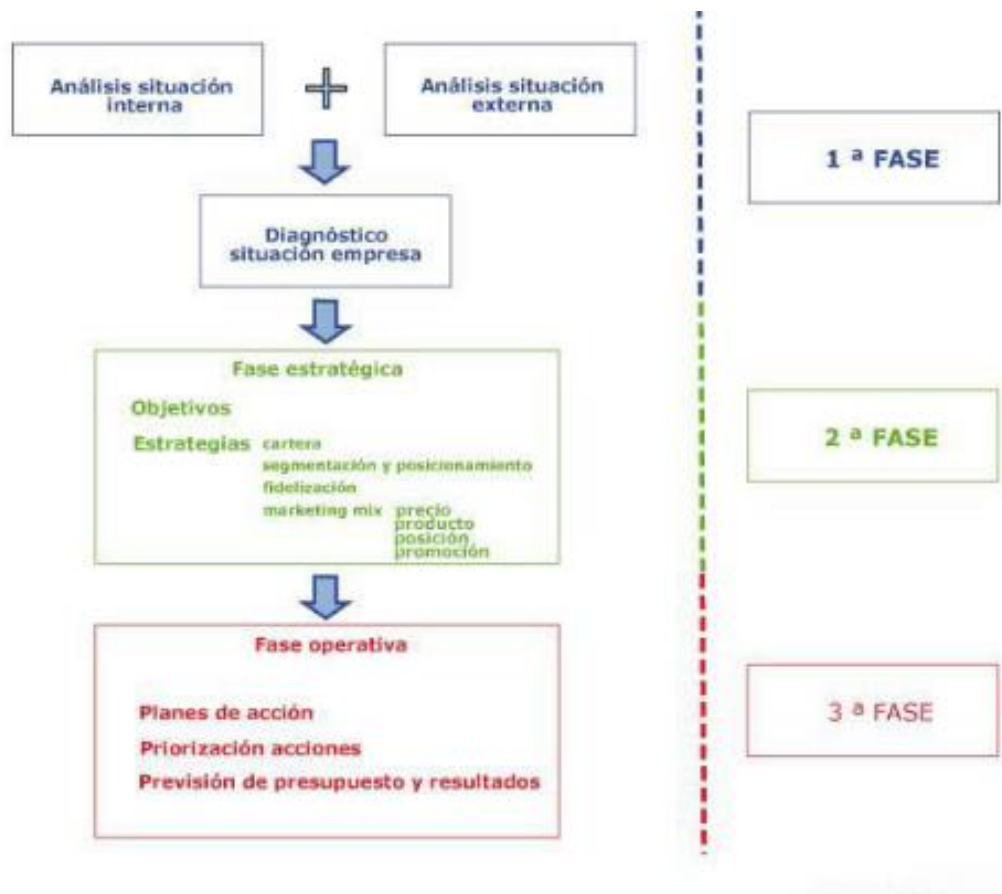 Análisis situación
interna
Análisis situación
externa
1 ª FASE
Diagnóstico
situación empresa
Fase estratégica
Objetivos
Estrategias cartera
segmentación y posicionamiento
fidelización
marketing mix precio
producto
posición
promoción
2 ª FASE
Fase operativa
Planes de acción
Priorización acciones
Previsión de presupuesto y resultados
3 ª FASE